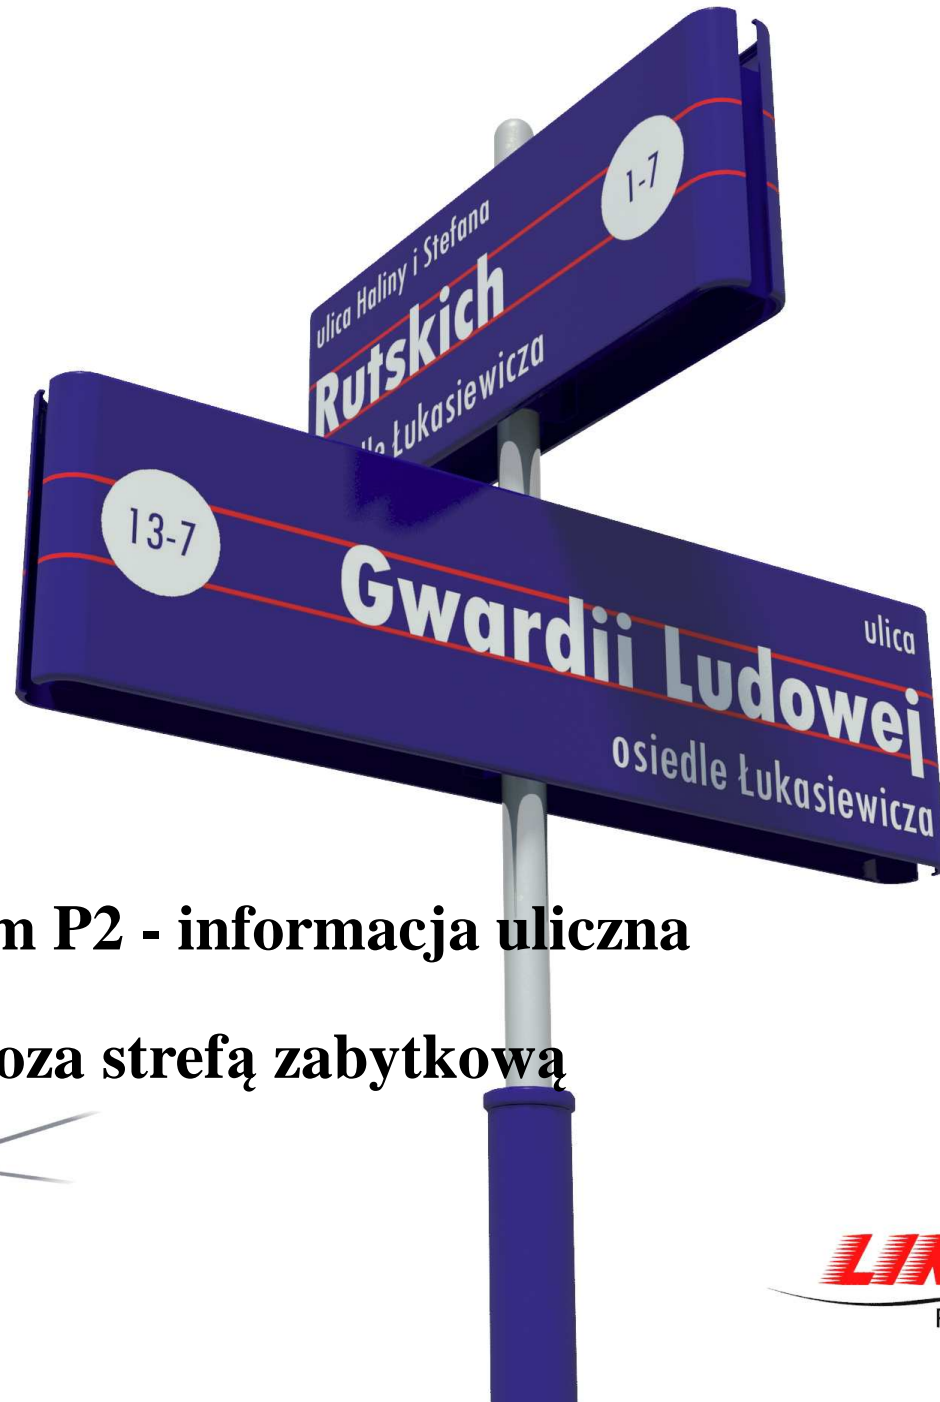 ulica Haliny i Stefana
1-7
Rutskich
Łukasiewicza
13-7
ulica
Gwardii Ludowej
osiedle Łukasiewicza
P2 - informacja uliczna
strefą zabytkową